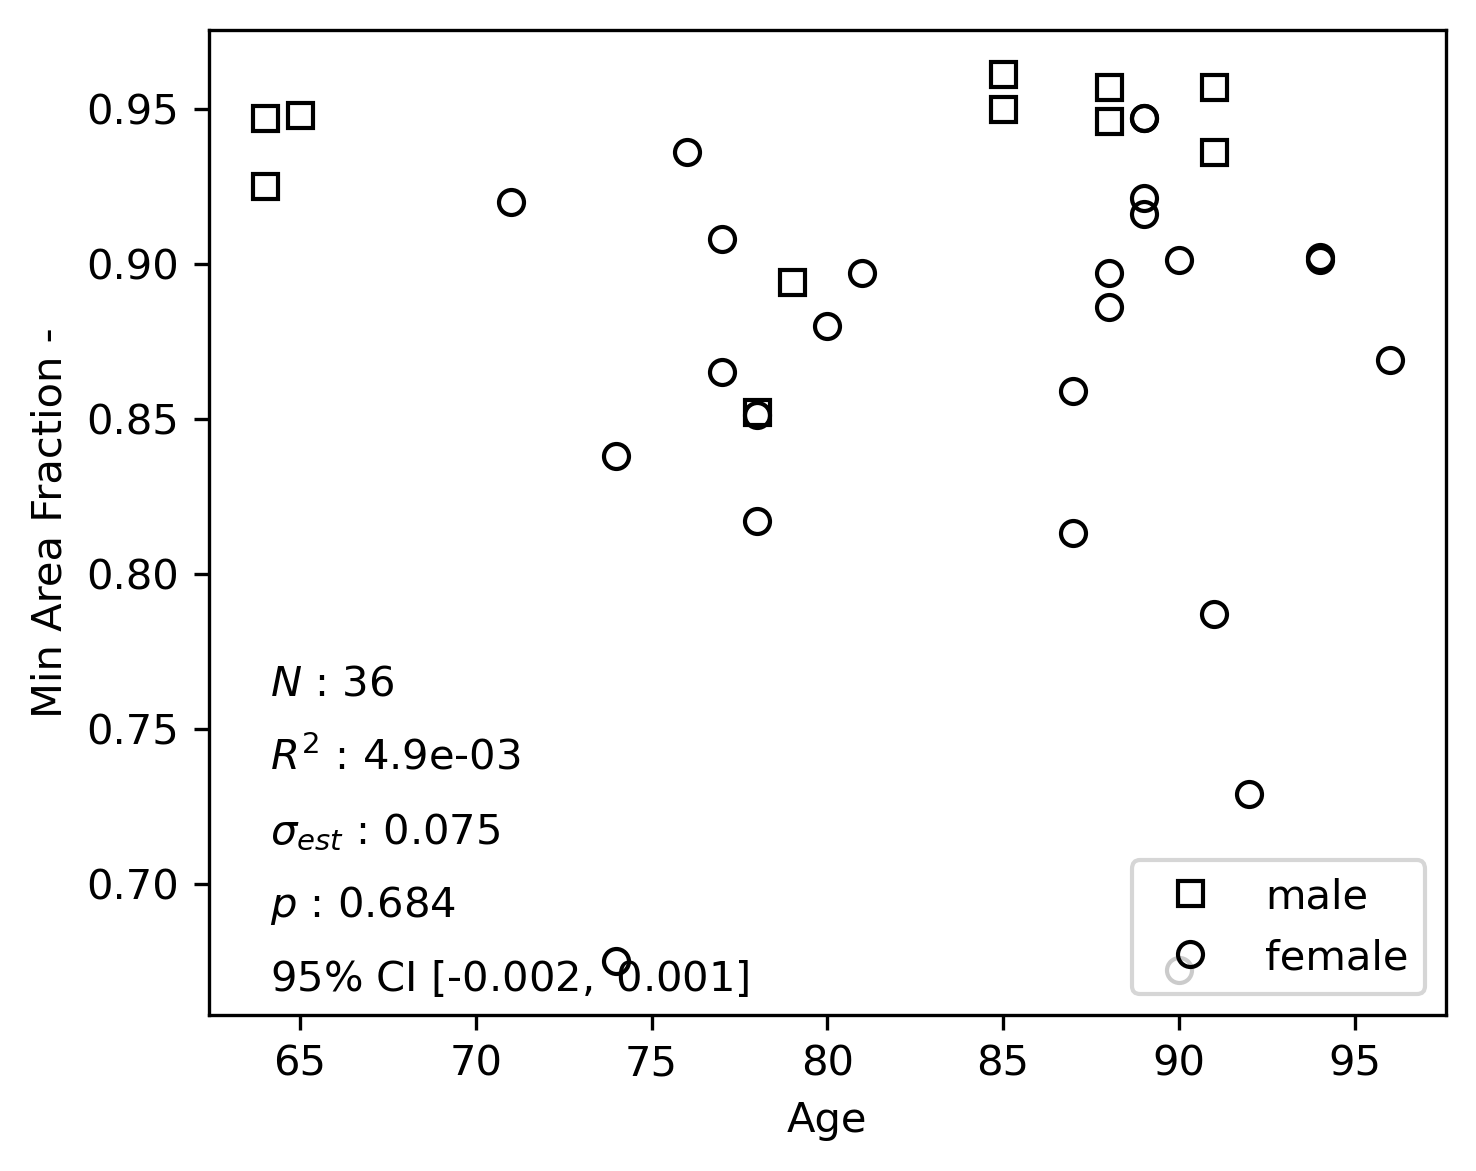 0.95
0.90
0.85
0.80
0.75
0.70
Min Area Fraction -
N : 36
R² : 4.9e-03
σest : 0.075
p : 0.684
95% CI [-0.002, 0.001]
male
female
65 70 75 80 85 90 95
Age